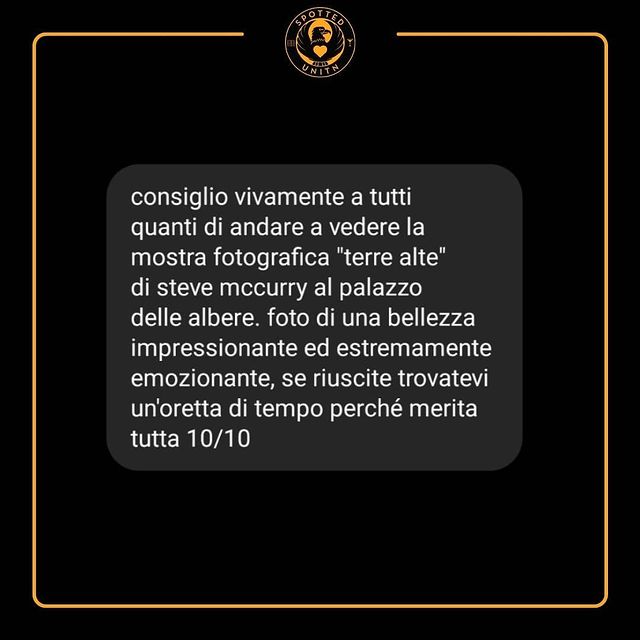 SPOTTED
UNITN
consiglio vivamente a tutti
quanti di andare a vedere la
mostra fotografica "terre alte"
di steve mccurry al palazzo
delle albere. foto di una bellezza
impressionante ed estremamente
emozionante, se riuscite trovatevi
un'oretta di tempo perché merita
tutta 10/10